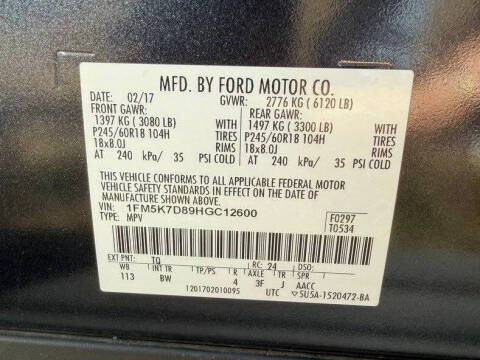 MFD. BY FORD MOTOR CO.
DATE: 02/17 GVWR: 2776 KG ( 6120 LB)
FRONT GAWR: REAR GAWR:
1397 KG ( 3080 LB) WITH 1497 KG ( 3300 LB) WITH
P245/60R18 104H TIRES P245/60R18 104H TIRES
18x8.0J RIMS 18x8.0J RIMS
AT 240 kPa/ 35 PSI COLD AT 240 kPa/ 35 PSI COLD
THIS VEHICLE CONFORMS TO ALL APPLICABLE FEDERAL MOTOR
VEHICLE SAFETY STANDARDS IN EFFECT ON THE DATE OF
MANUFACTURE SHOWN ABOVE.
VIN: 1FM5K7D89HGC12600 F0297
TYPE: MPV T0534
EXT PNT: TQ RC: 24 DSO:
WB INT TR TP/PS R AXLE TR SPR
113 BW 4 3F J AACC
1201702010095 UTC ▽5U5A-1520472-BA